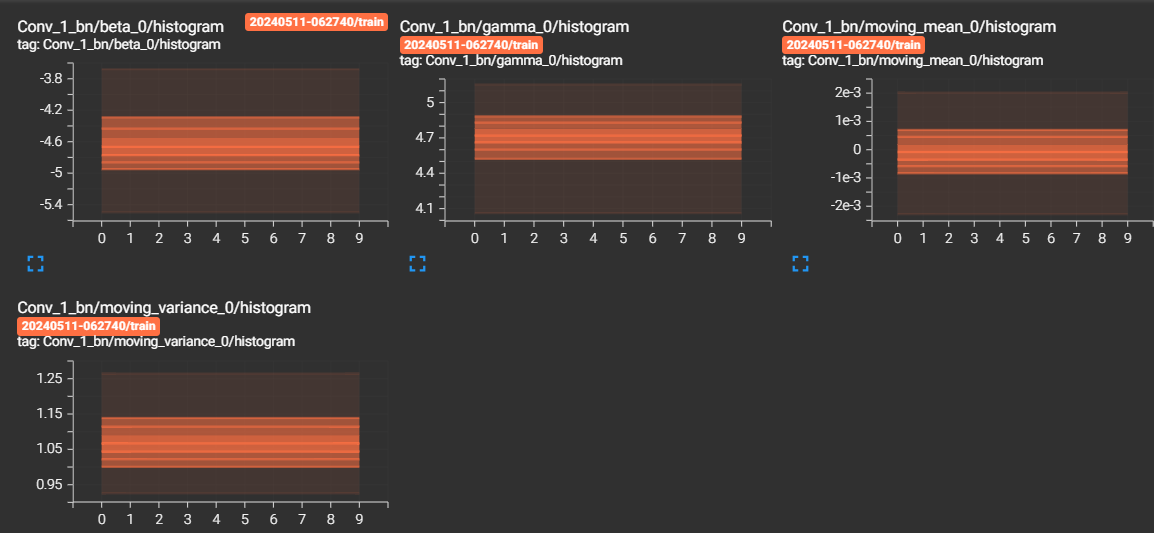 Conv_1_bn/beta_0/histogram
20240511-062740/train
tag: Conv_1_bn/beta_0/histogram
-3.8
-4.2
-4.6
-5
-5.4
0 1 2 3 4 5 6 7 8 9
Conv_1_bn/gamma_0/histogram
20240511-062740/train
tag: Conv_1_bn/gamma_0/histogram
5
4.7
4.4
4.1
0 1 2 3 4 5 6 7 8 9
Conv_1_bn/moving_mean_0/histogram
20240511-062740/train
tag: Conv_1_bn/moving_mean_0/histogram
2e-3
1e-3
0
-1e-3
-2e-3
0 1 2 3 4 5 6 7 8 9
Conv_1_bn/moving_variance_0/histogram
20240511-062740/train
tag: Conv_1_bn/moving_variance_0/histogram
1.25
1.15
1.05
0.95
0 1 2 3 4 5 6 7 8 9